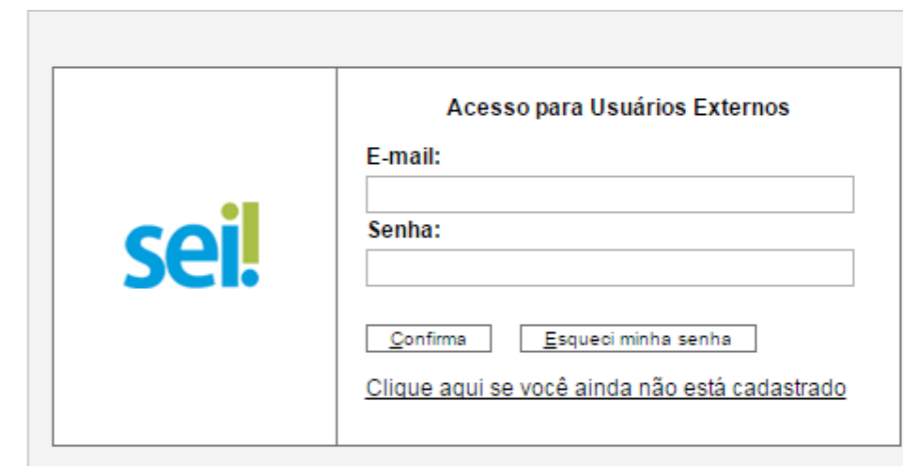 Acesso para Usuários Externos
E-mail:
sei!
Senha:
Confirma Esqueci minha senha
Clique aqui se você ainda não está cadastrado